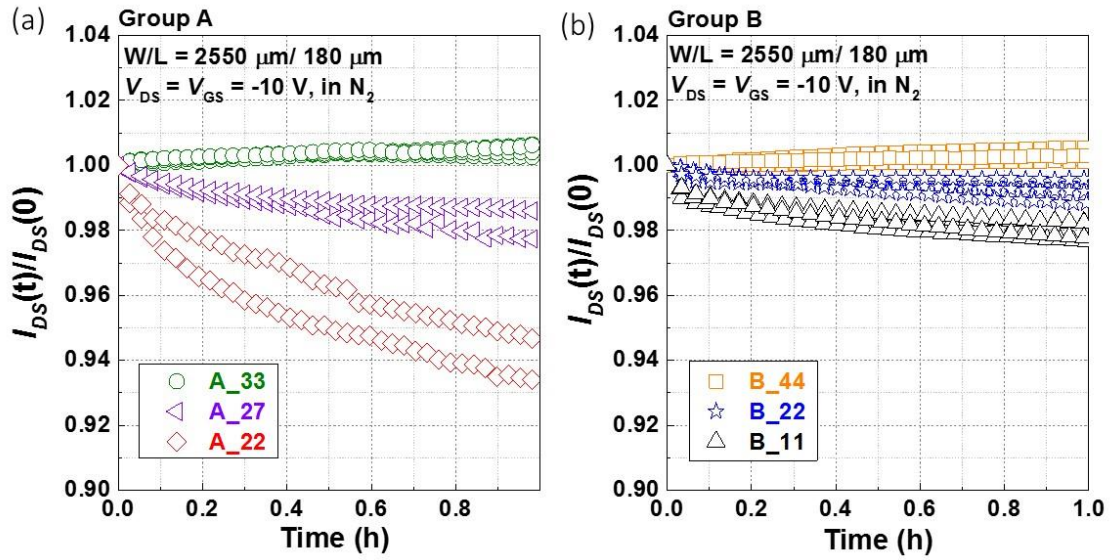 (a)
Group A
W/L = 2550 μm/ 180 μm
V_DS = V_GS = -10 V, in N₂
1.04
1.02
1.00
0.98
0.96
0.94
0.92
0.90
I_DS(t)/I_DS(0)
A_33
A_27
A_22
0.0 0.2 0.4 0.6 0.8
Time (h)
(b)
Group B
W/L = 2550 μm/ 180 μm
V_DS = V_GS = -10 V, in N₂
1.04
1.02
1.00
0.98
0.96
0.94
0.92
0.90
I_DS(t)/I_DS(0)
B_44
B_22
B_11
0.0 0.2 0.4 0.6 0.8 1.0
Time (h)